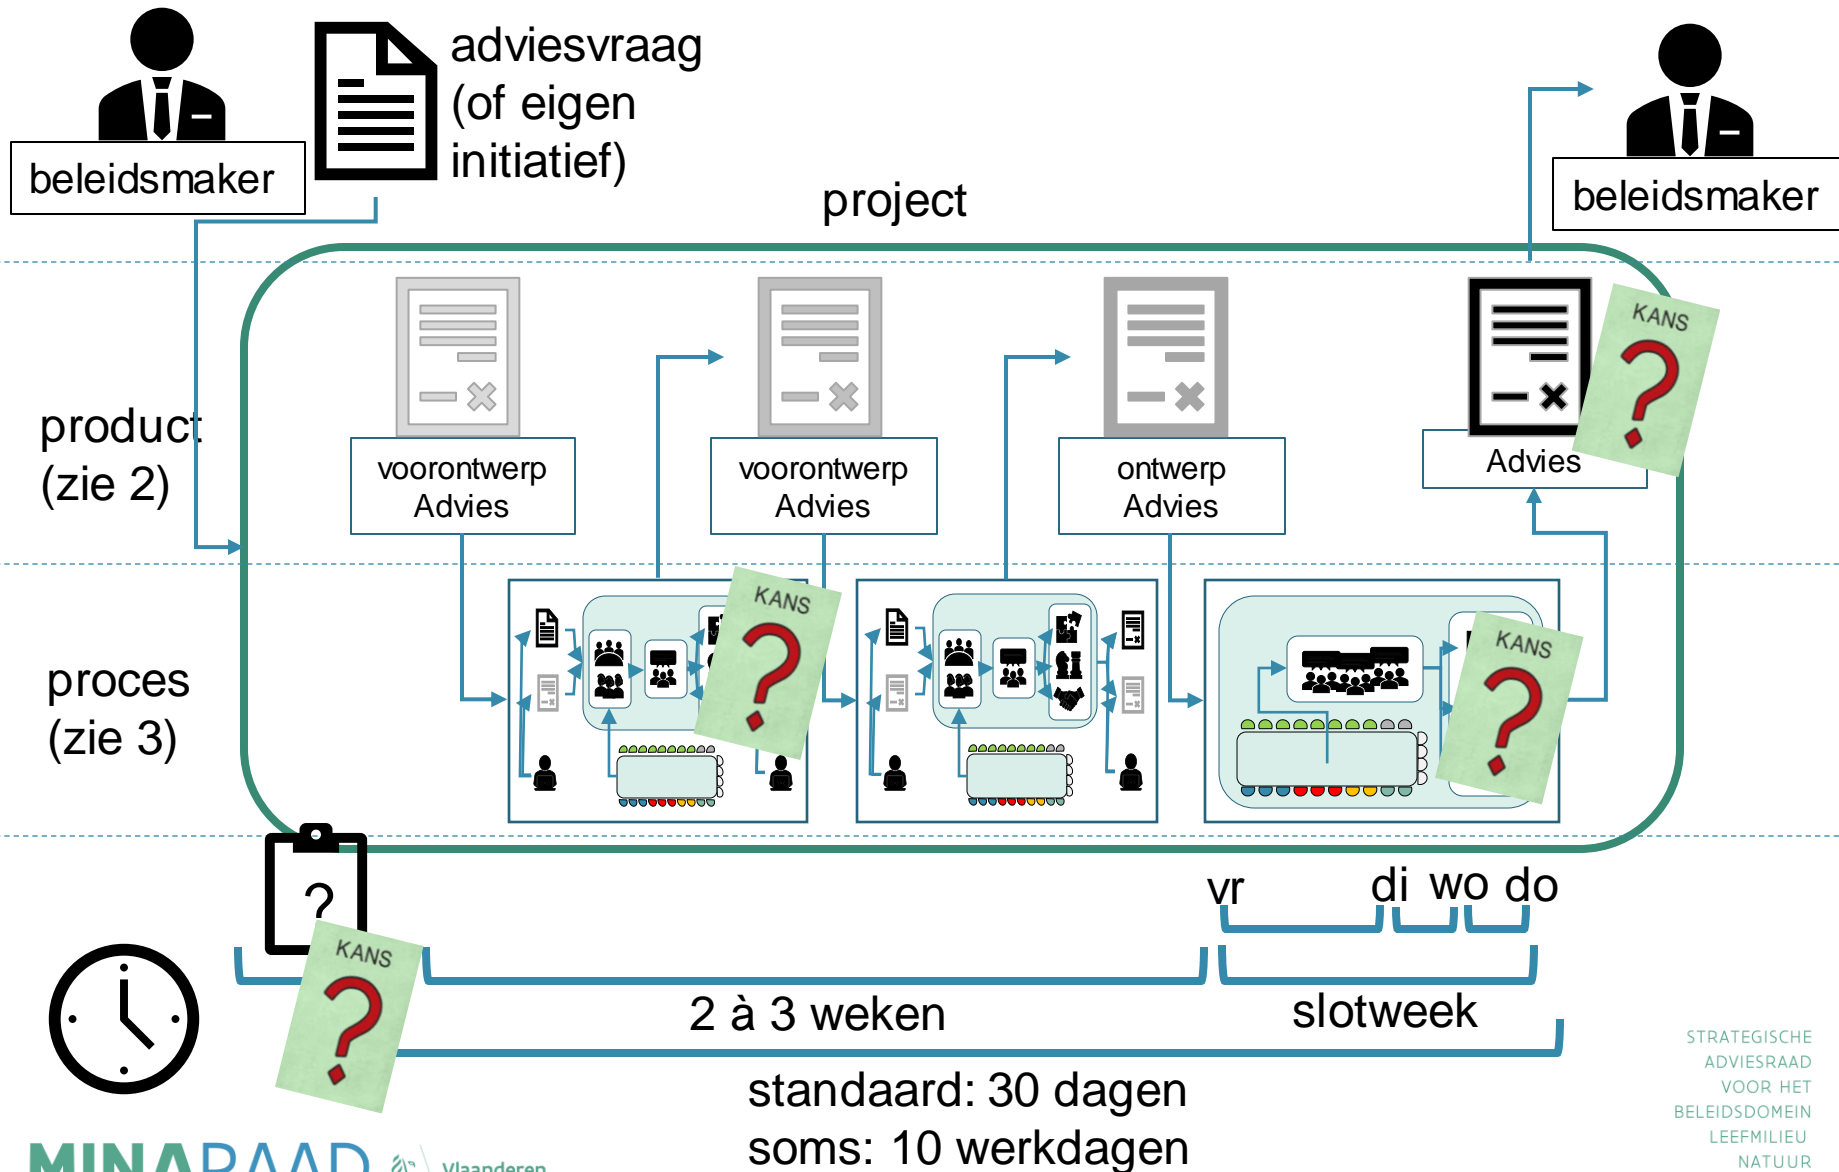 adviesvraag
(of eigen
initiatief)
beleidsmaker
beleidsmaker
project
KANS
?
product
(zie 2)
voorontwerp
Advies
voorontwerp
Advies
ontwerp
Advies
Advies
KANS
?
KANS
?
proces
(zie 3)
?
vr
di
wo
do
KANS
?
2 à 3 weken
slotweek
standaard: 30 dagen
soms: 10 werkdagen
STRATEGISCHE
ADVIESRAAD
VOOR HET
BELEIDSDOMEIN
LEEFMILIEU
NATUUR
MINARAAD
Vlaanderen